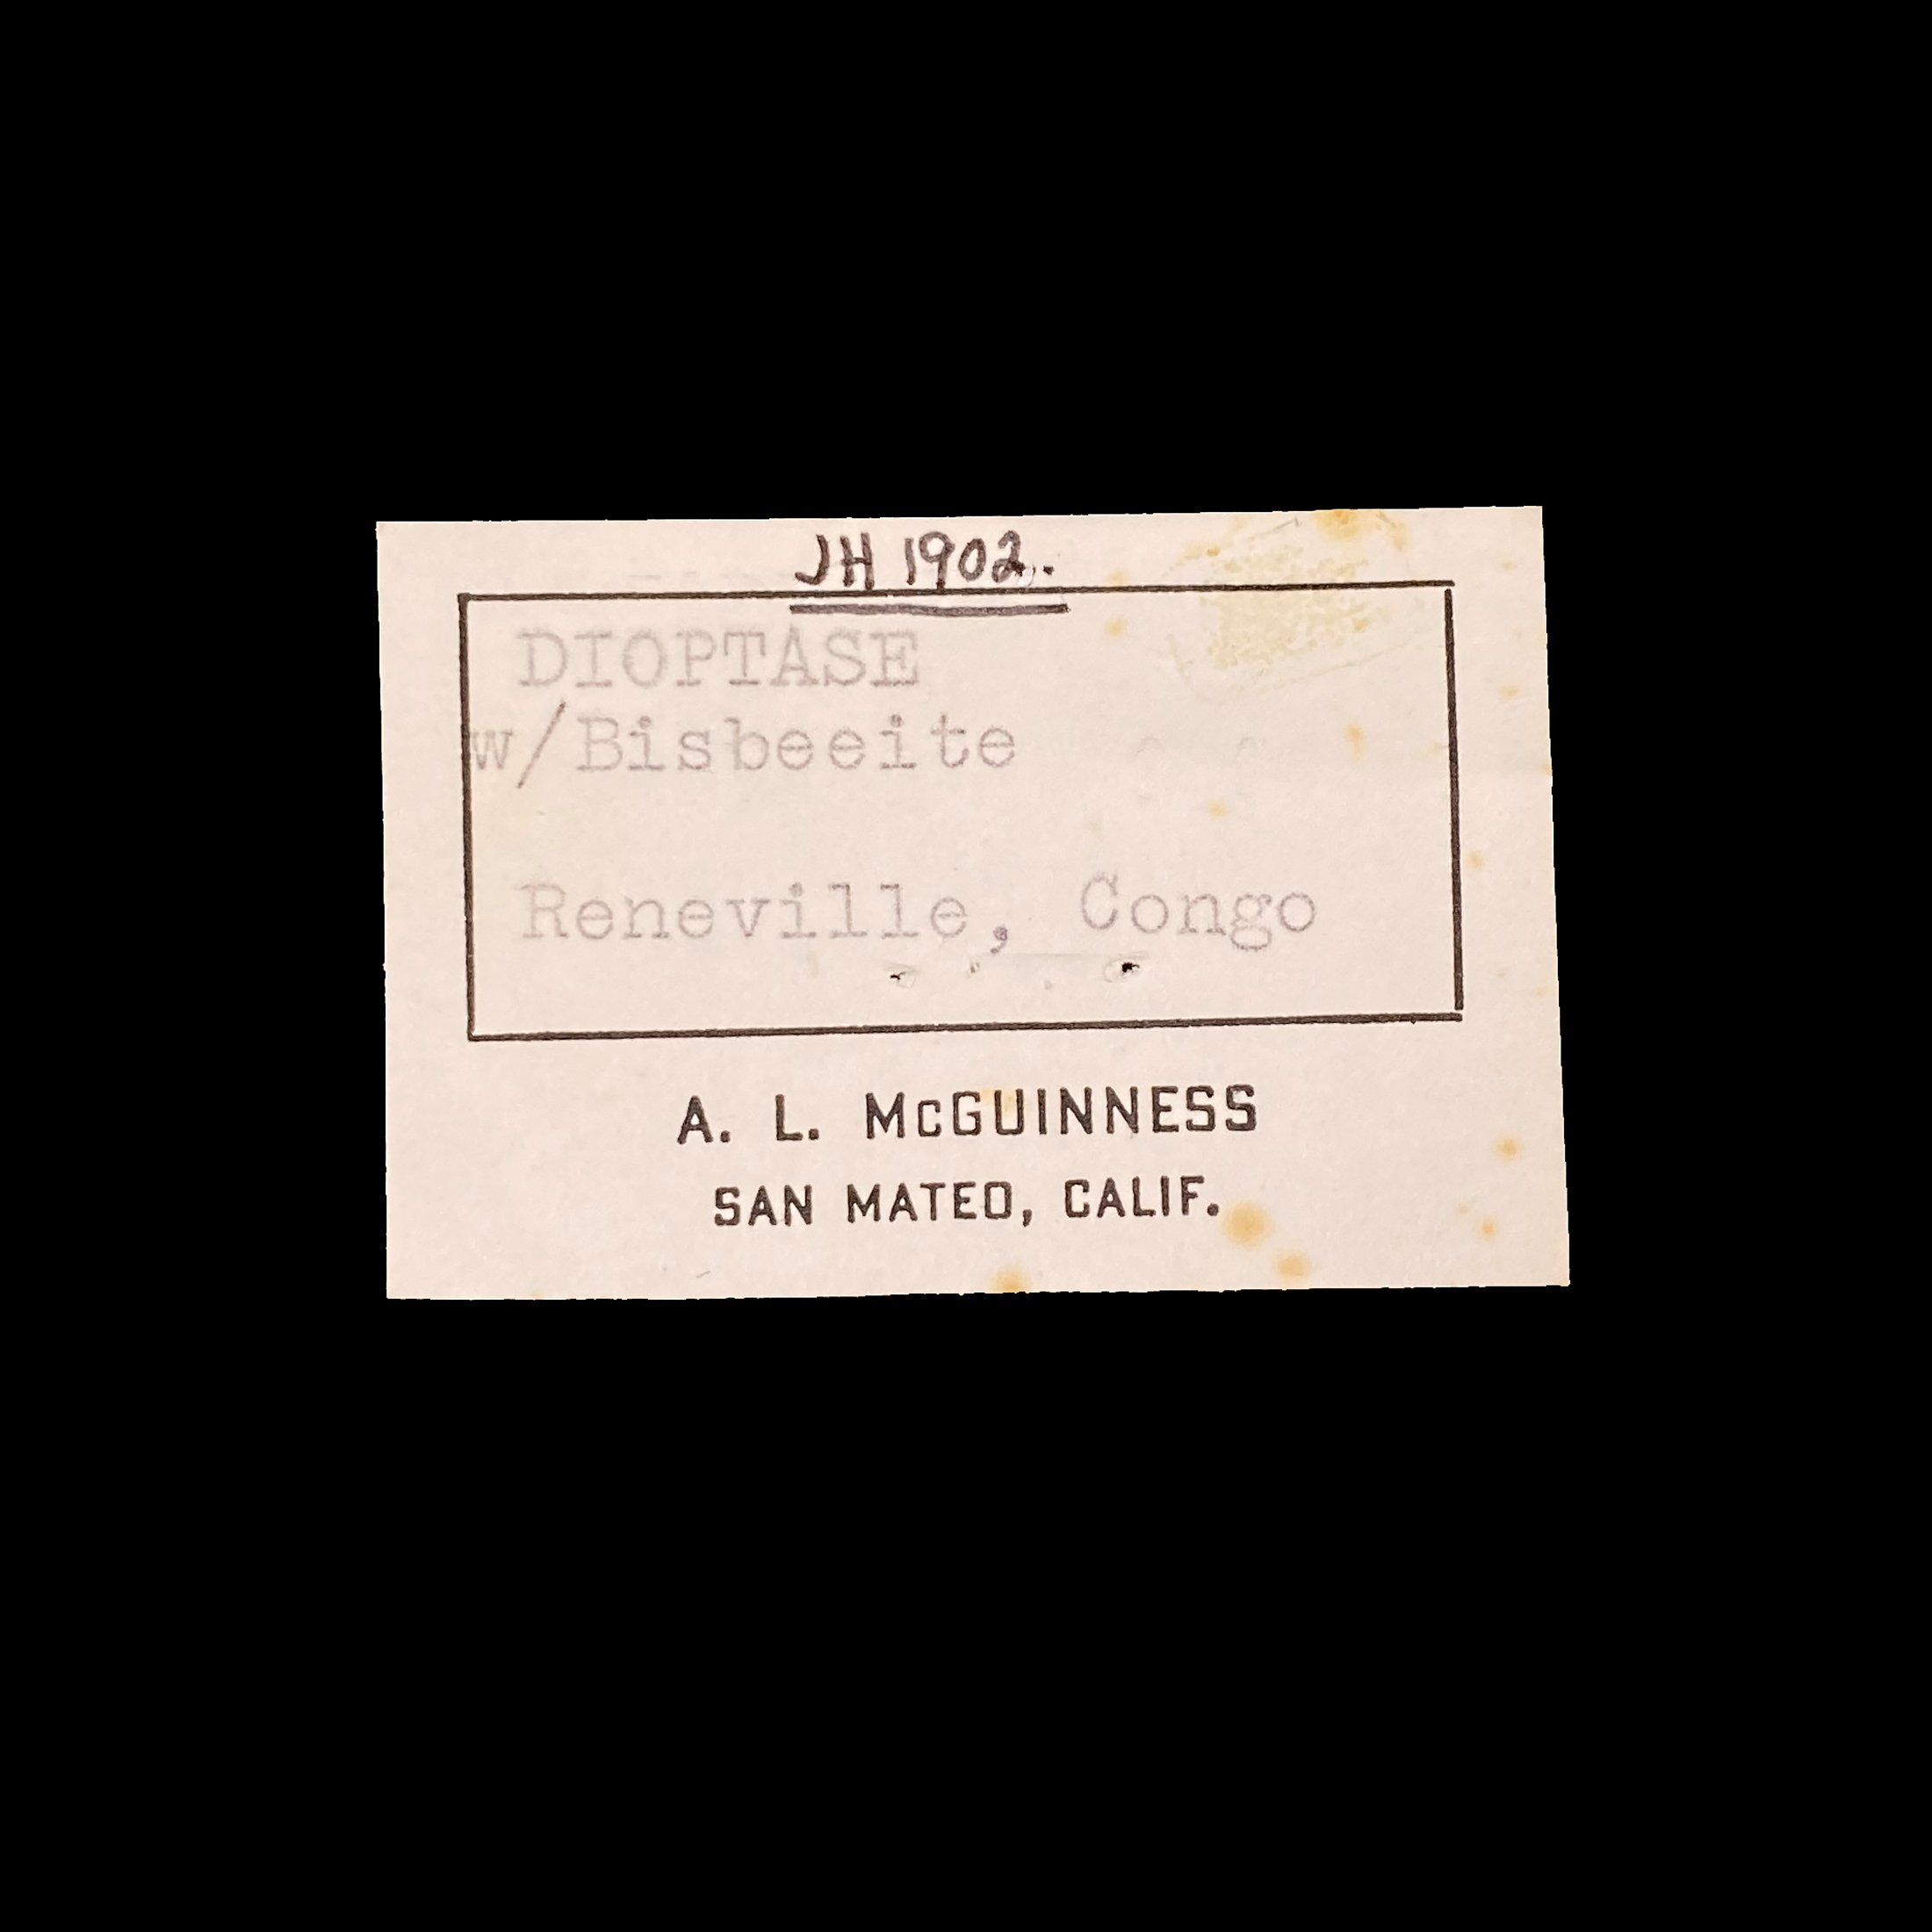 JH 1902.
DIOPTASE
w/Bisbeeite
Reneville, Congo
A. L. McGUINNESS
SAN MATEO, CALIF.